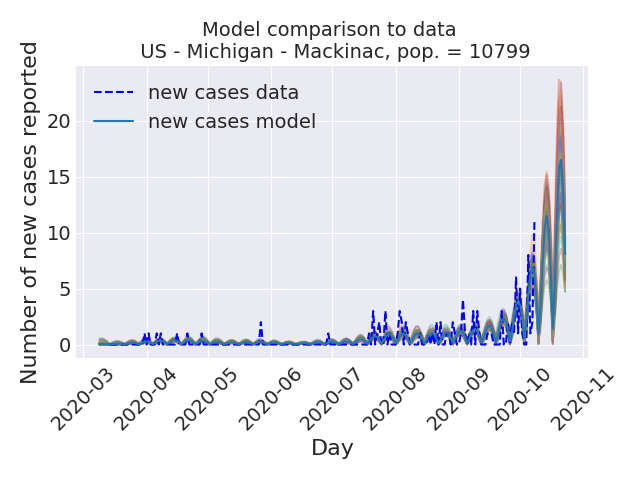 Model comparison to data
US - Michigan - Mackinac, pop. = 10799
Number of new cases reported
new cases data
new cases model
20
15
10
5
0
2020-03
2020-04
2020-05
2020-06
2020-07
2020-08
2020-09
2020-10
2020-11
Day